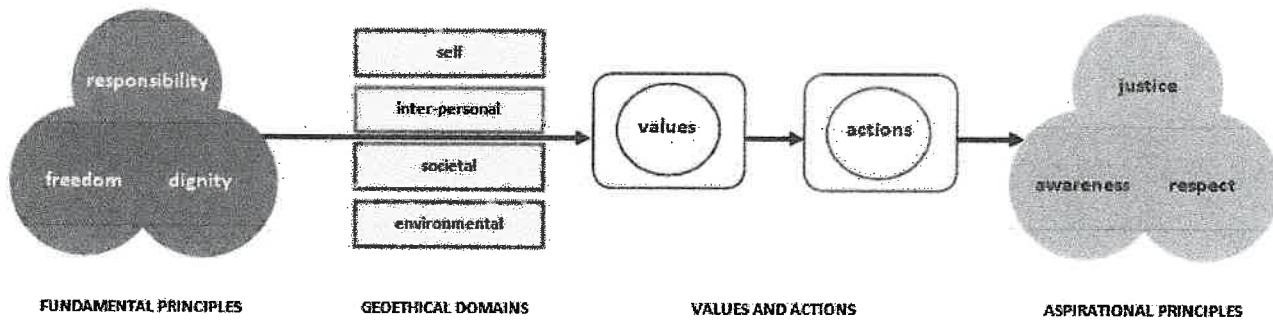 responsibility
freedom
dignity
self
inter-personal
societal
environmental
values
actions
justice
awareness
respect
FUNDAMENTAL PRINCIPLES
GEOETHICAL DOMAINS
VALUES AND ACTIONS
ASPIRATIONAL PRINCIPLES